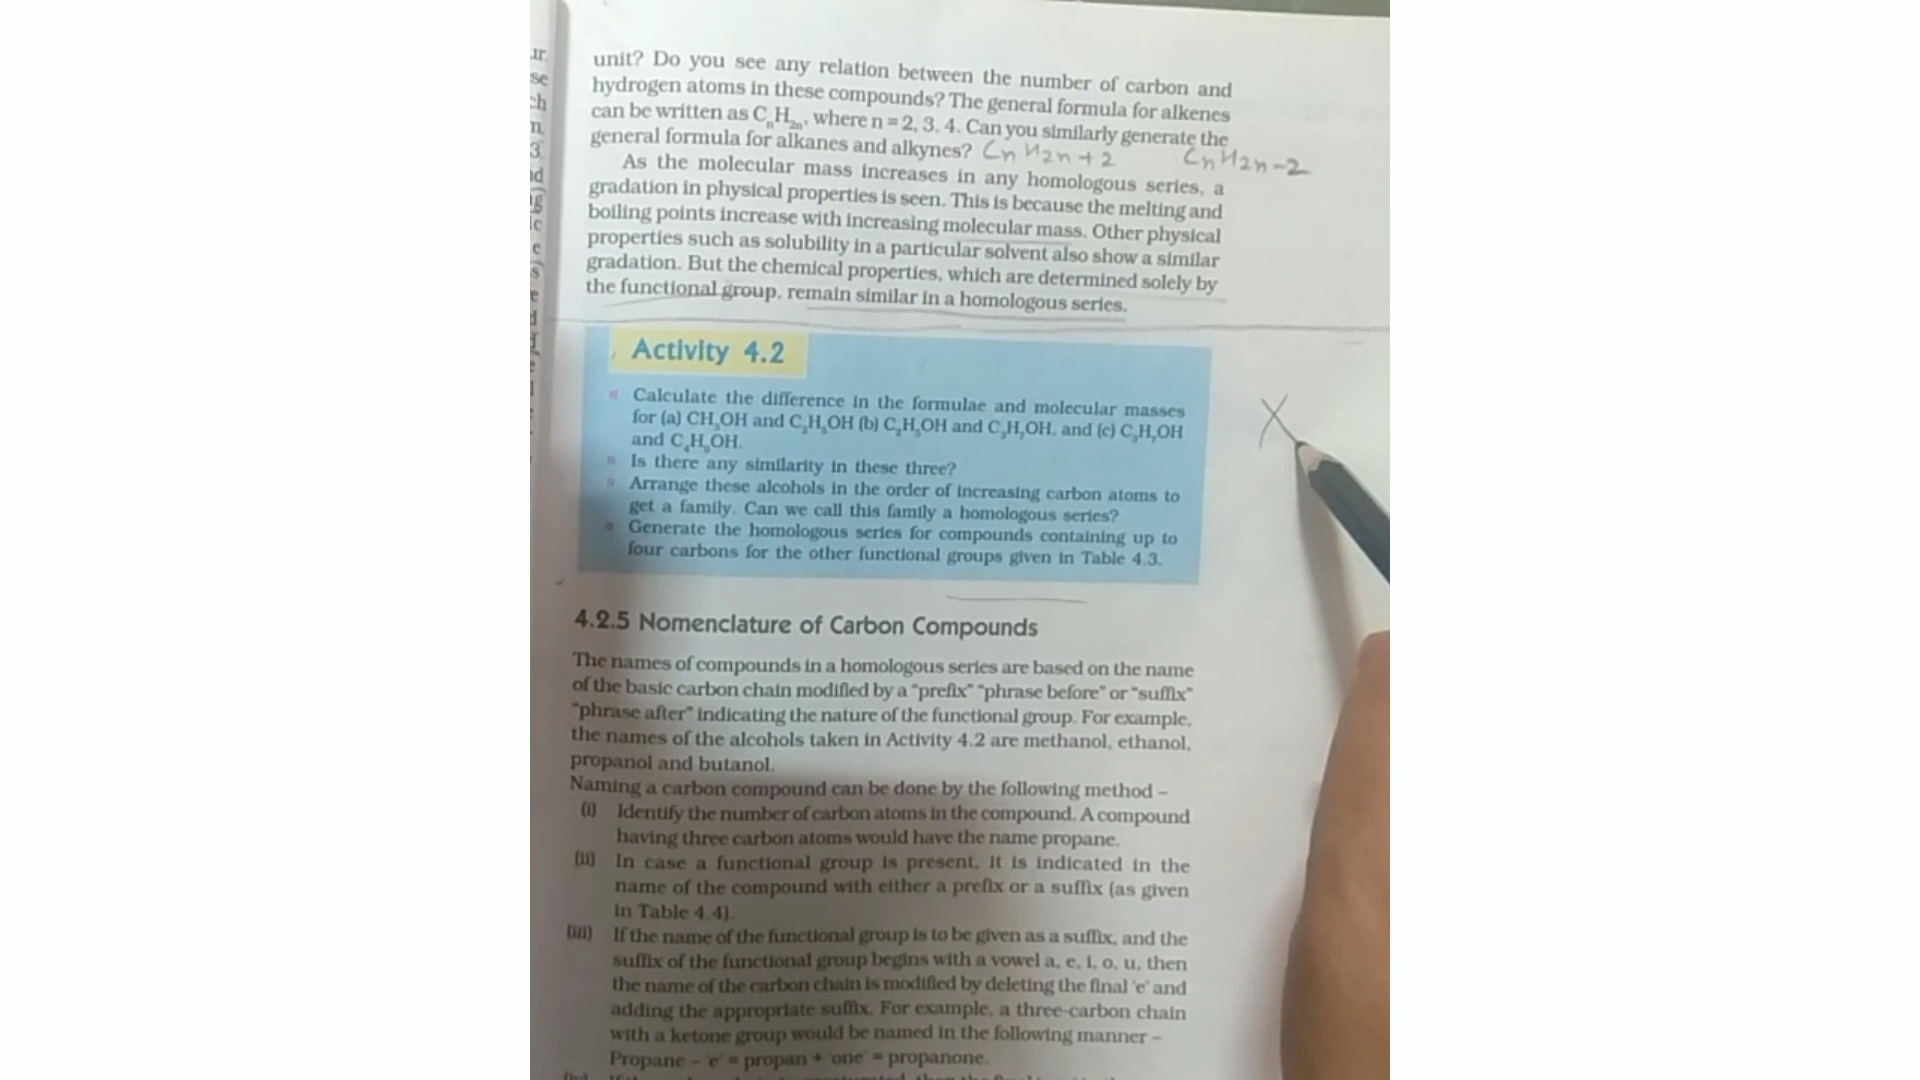 ur.
se
ch
n.
3
nd
g
lc
e
s
e
d
unit? Do you see any relation between the number of carbon and
hydrogen atoms in these compounds? The general formula for alkenes
can be written as CₙH₂ₙ, where n = 2, 3, 4. Can you similarly generate the
general formula for alkanes and alkynes? CnH2n+2 CnH2n-2
As the molecular mass increases in any homologous series, a
gradation in physical properties is seen. This is because the melting and
boiling points increase with increasing molecular mass. Other physical
properties such as solubility in a particular solvent also show a similar
gradation. But the chemical properties, which are determined solely by
the functional group, remain similar in a homologous series.
Activity 4.2
Calculate the difference in the formulae and molecular masses
for (a) CH₃OH and C₂H₅OH (b) C₂H₅OH and C₃H₇OH, and (c) C₃H₇OH
and C₄H₉OH.
Is there any similarity in these three?
Arrange these alcohols in the order of increasing carbon atoms to
get a family. Can we call this family a homologous series?
Generate the homologous series for compounds containing up to
four carbons for the other functional groups given in Table 4.3.
4.2.5 Nomenclature of Carbon Compounds
The names of compounds in a homologous series are based on the name
of the basic carbon chain modified by a "prefix" "phrase before" or "suffix"
"phrase after" indicating the nature of the functional group. For example,
the names of the alcohols taken in Activity 4.2 are methanol, ethanol,
propanol and butanol.
Naming a carbon compound can be done by the following method –
(i) Identify the number of carbon atoms in the compound. A compound
having three carbon atoms would have the name propane.
(ii) In case a functional group is present, it is indicated in the
name of the compound with either a prefix or a suffix (as given
in Table 4.4).
(iii) If the name of the functional group is to be given as a suffix, and the
suffix of the functional group begins with a vowel a, e, i, o, u, then
the name of the carbon chain is modified by deleting the final 'e' and
adding the appropriate suffix. For example, a three-carbon chain
with a ketone group would be named in the following manner –
Propane – 'e' = propan + 'one' = propanone.